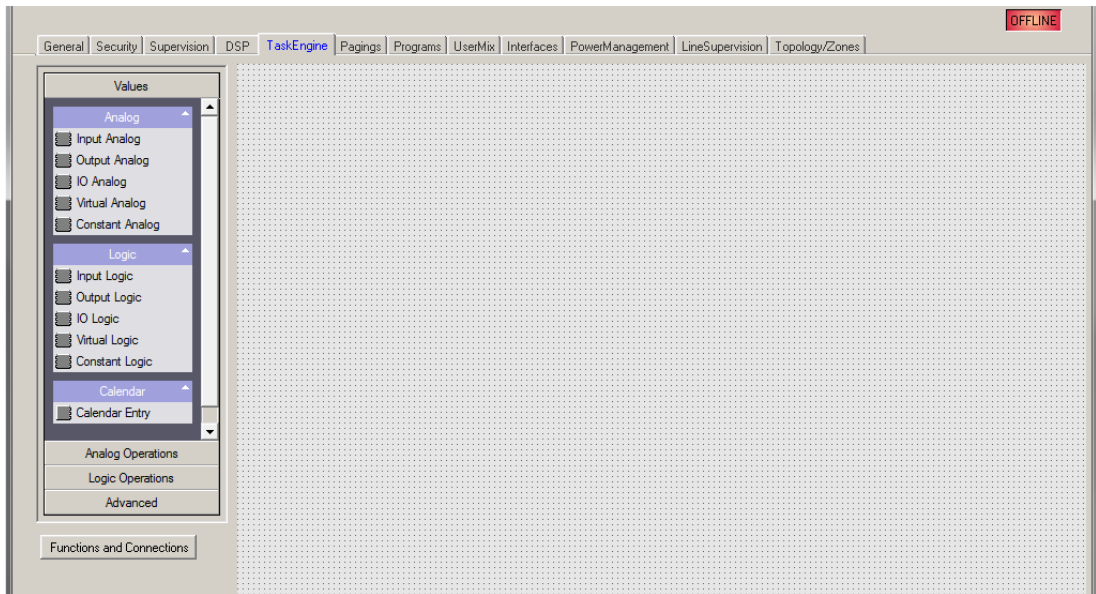 OFFLINE
General Security Supervision DSP TaskEngine Pagings Programs UserMix Interfaces PowerManagement LineSupervision Topology/Zones
Values
Analog
Input Analog
Output Analog
IO Analog
Virtual Analog
Constant Analog
Logic
Input Logic
Output Logic
IO Logic
Virtual Logic
Constant Logic
Calendar
Calendar Entry
Analog Operations
Logic Operations
Advanced
Functions and Connections